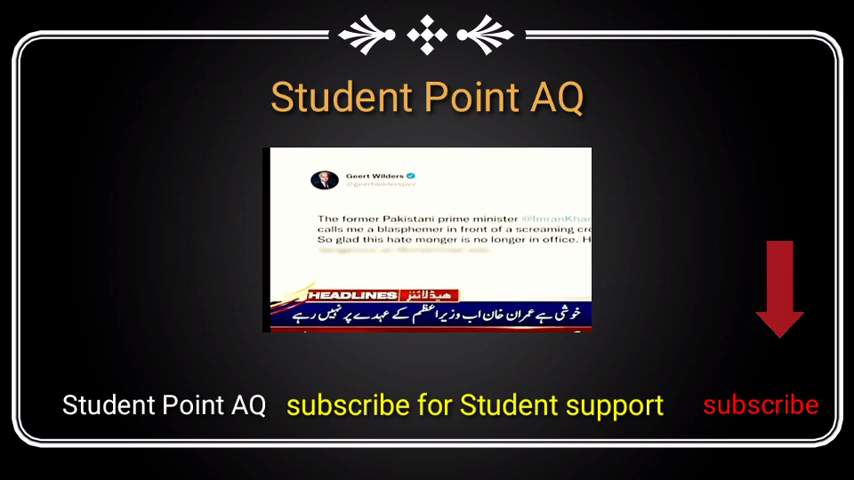 Student Point AQ
Geert Wilders
@geertwilderspvv
The former Pakistani prime minister @ImranKhan
calls me a blasphemer in front of a screaming cro
So glad this hate monger is no longer in office. H
HEADLINES ہیڈلائنز
خوشی ہے عمران خان اب وزیراعظم کے عہدے پر نہیں رہے
Student Point AQ subscribe for Student support subscribe